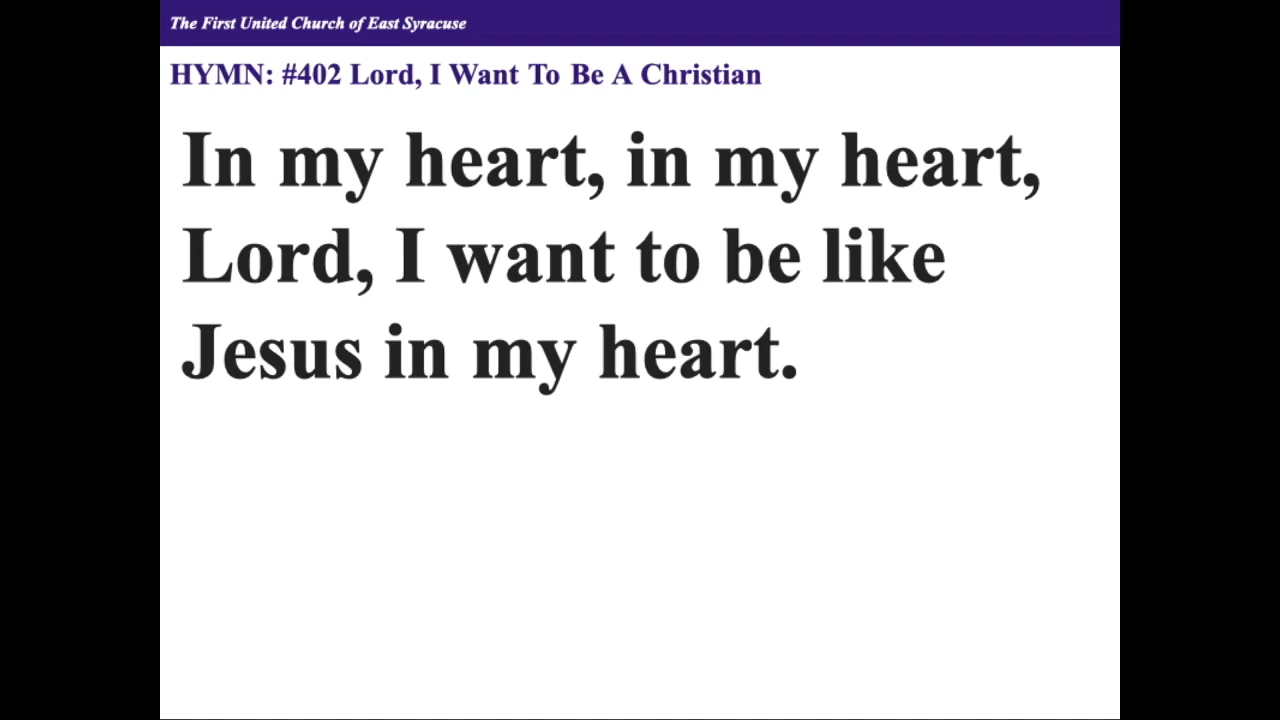 The First United Church of East Syracuse
HYMN: #402 Lord, I Want To Be A Christian
In my heart, in my heart,
Lord, I want to be like
Jesus in my heart.